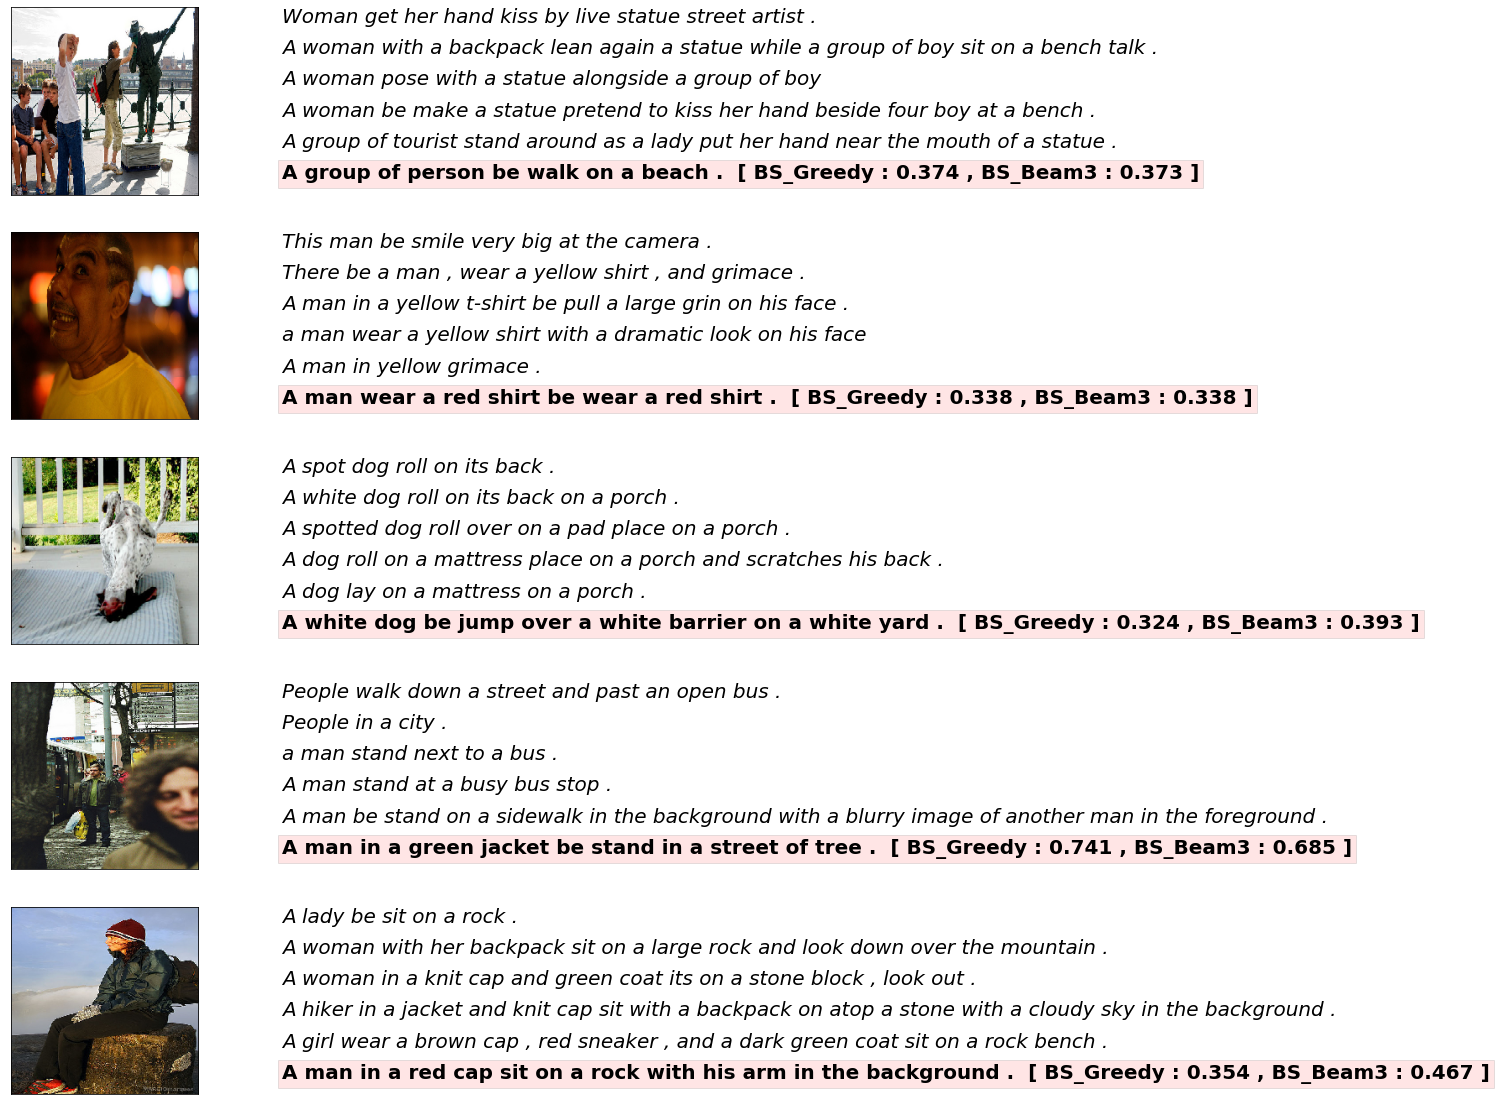 Woman get her hand kiss by live statue street artist .
A woman with a backpack lean again a statue while a group of boy sit on a bench talk .
A woman pose with a statue alongside a group of boy
A woman be make a statue pretend to kiss her hand beside four boy at a bench .
A group of tourist stand around as a lady put her hand near the mouth of a statue .
A group of person be walk on a beach . [ BS_Greedy : 0.374 , BS_Beam3 : 0.373 ]
This man be smile very big at the camera .
There be a man , wear a yellow shirt , and grimace .
A man in a yellow t-shirt be pull a large grin on his face .
a man wear a yellow shirt with a dramatic look on his face
A man in yellow grimace .
A man wear a red shirt be wear a red shirt . [ BS_Greedy : 0.338 , BS_Beam3 : 0.338 ]
A spot dog roll on its back .
A white dog roll on its back on a porch .
A spotted dog roll over on a pad place on a porch .
A dog roll on a mattress place on a porch and scratches his back .
A dog lay on a mattress on a porch .
A white dog be jump over a white barrier on a white yard . [ BS_Greedy : 0.324 , BS_Beam3 : 0.393 ]
People walk down a street and past an open bus .
People in a city .
a man stand next to a bus .
A man stand at a busy bus stop .
A man be stand on a sidewalk in the background with a blurry image of another man in the foreground .
A man in a green jacket be stand in a street of tree . [ BS_Greedy : 0.741 , BS_Beam3 : 0.685 ]
A lady be sit on a rock .
A woman with her backpack sit on a large rock and look down over the mountain .
A woman in a knit cap and green coat its on a stone block , look out .
A hiker in a jacket and knit cap sit with a backpack on atop a stone with a cloudy sky in the background .
A girl wear a brown cap , red sneaker , and a dark green coat sit on a rock bench .
A man in a red cap sit on a rock with his arm in the background . [ BS_Greedy : 0.354 , BS_Beam3 : 0.467 ]